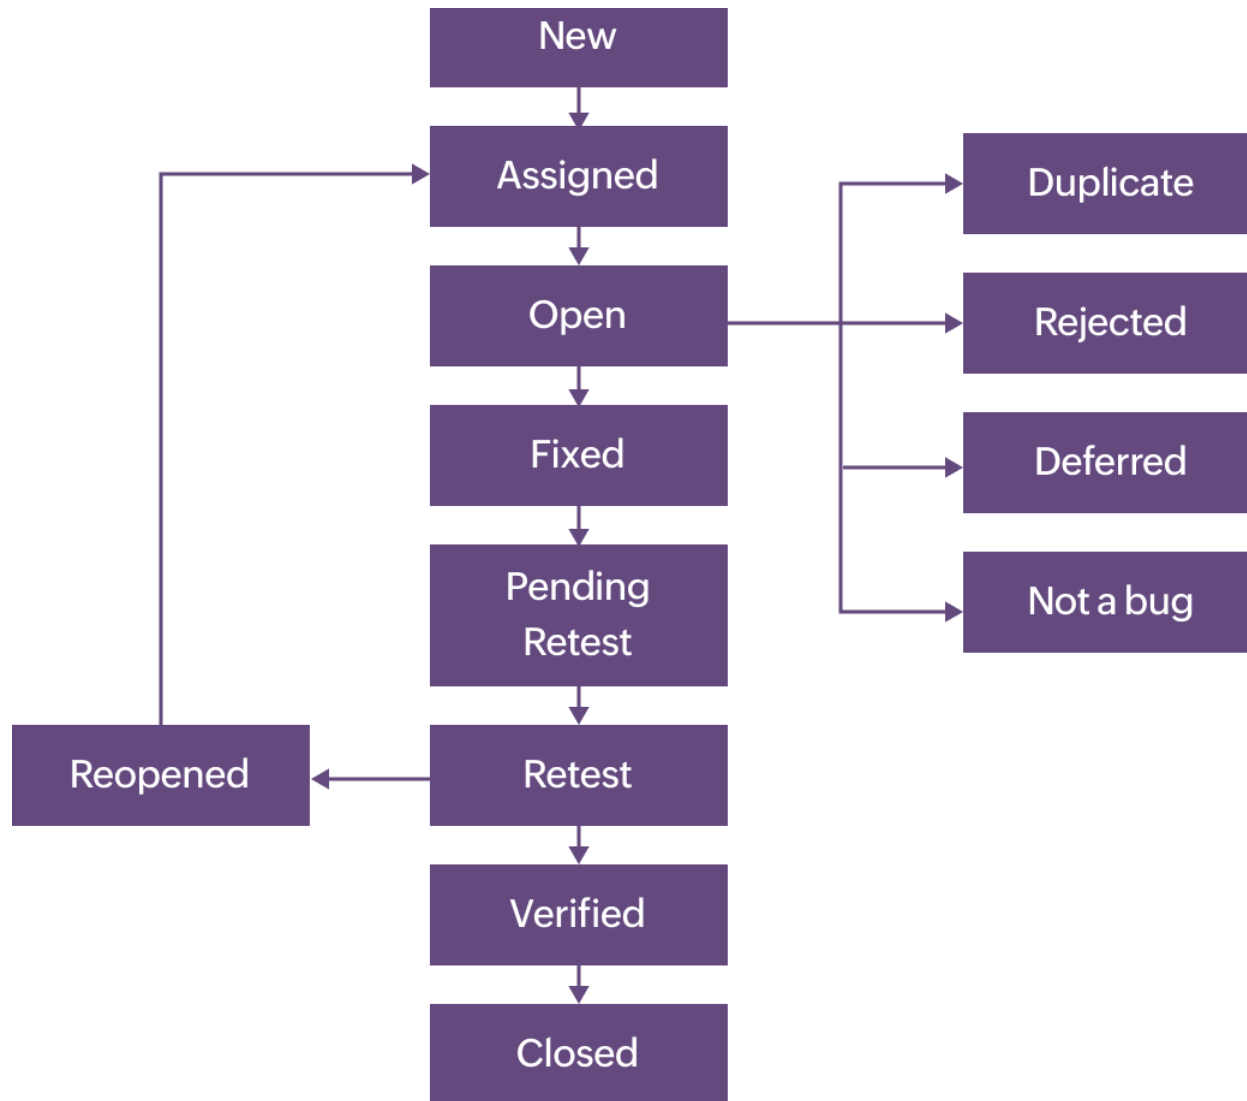 New
Assigned
Open
Fixed
Pending
Retest
Retest
Verified
Closed
Reopened
Duplicate
Rejected
Deferred
Not a bug